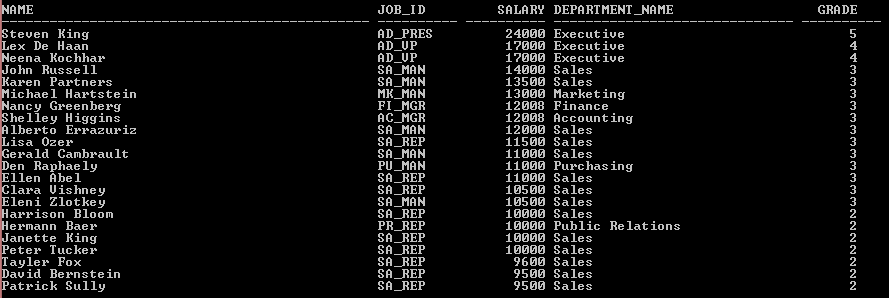 NAME JOB_ID SALARY DEPARTMENT_NAME GRADE
Steven King AD_PRES 24000 Executive 5
Lex De Haan AD_VP 17000 Executive 4
Neena Kochhar AD_VP 17000 Executive 4
John Russell SA_MAN 14000 Sales 3
Karen Partners SA_MAN 13500 Sales 3
Michael Hartstein MK_MAN 13000 Marketing 3
Nancy Greenberg FI_MGR 12008 Finance 3
Shelley Higgins AC_MGR 12008 Accounting 3
Alberto Errazuriz SA_MAN 12000 Sales 3
Lisa Ozer SA_REP 11500 Sales 3
Gerald Cambrault SA_MAN 11000 Sales 3
Den Raphaely PU_MAN 11000 Purchasing 3
Ellen Abel SA_REP 11000 Sales 3
Clara Vishney SA_REP 10500 Sales 3
Eleni Zlotkey SA_MAN 10500 Sales 3
Harrison Bloom SA_REP 10000 Sales 2
Hermann Baer PR_REP 10000 Public Relations 2
Janette King SA_REP 10000 Sales 2
Peter Tucker SA_REP 10000 Sales 2
Tayler Fox SA_REP 9600 Sales 2
David Bernstein SA_REP 9500 Sales 2
Patrick Sully SA_REP 9500 Sales 2